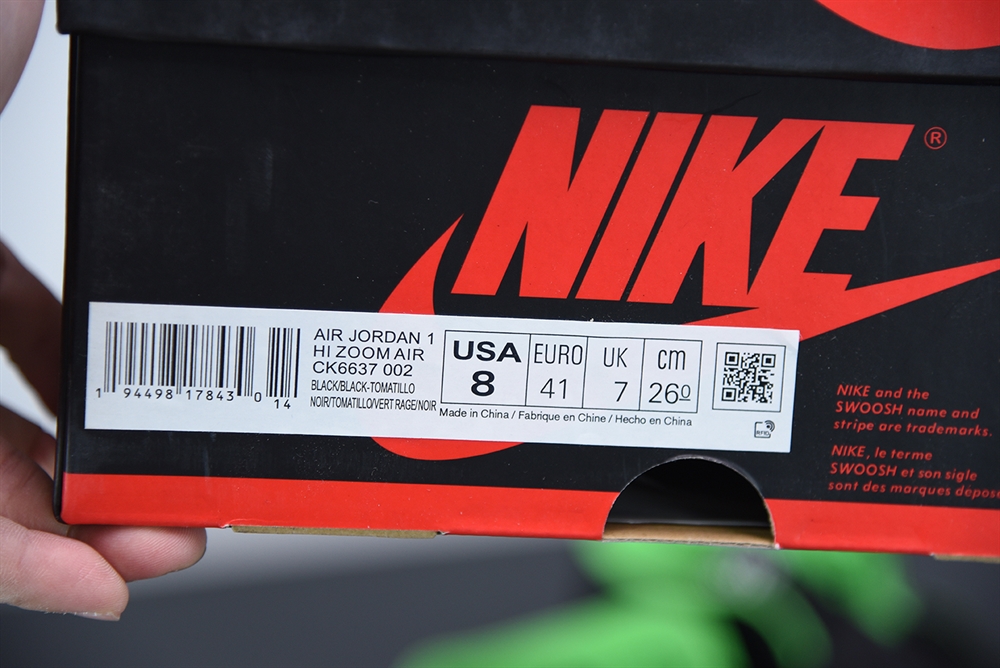 NIKE®
AIR JORDAN 1
HI ZOOM AIR
CK6637 002
BLACK/BLACK-TOMATILLO
NOIR/TOMATILLO/VERT RAGE/NOIR
USA
8
EURO
41
UK
7
cm
260
1 94498 17843 0 14
Made in China / Fabrique en Chine / Hecho en China
RFID
NIKE and the
SWOOSH name and
stripe are trademarks.
NIKE, le terme
SWOOSH et son sigle
sont des marques dépose